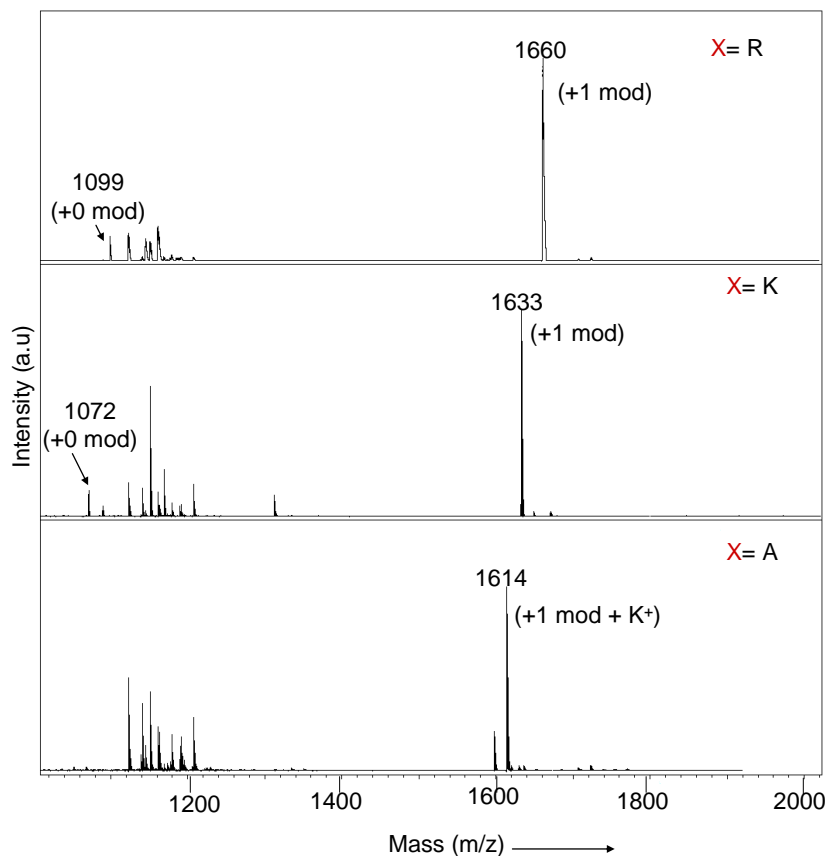 1660
X= R
(+1 mod)
1099
(+0 mod)
X= K
1633
(+1 mod)
1072
(+0 mod)
X= A
1614
(+1 mod + K⁺)
Intensity (a.u)
1200 1400 1600 1800 2000
Mass (m/z)